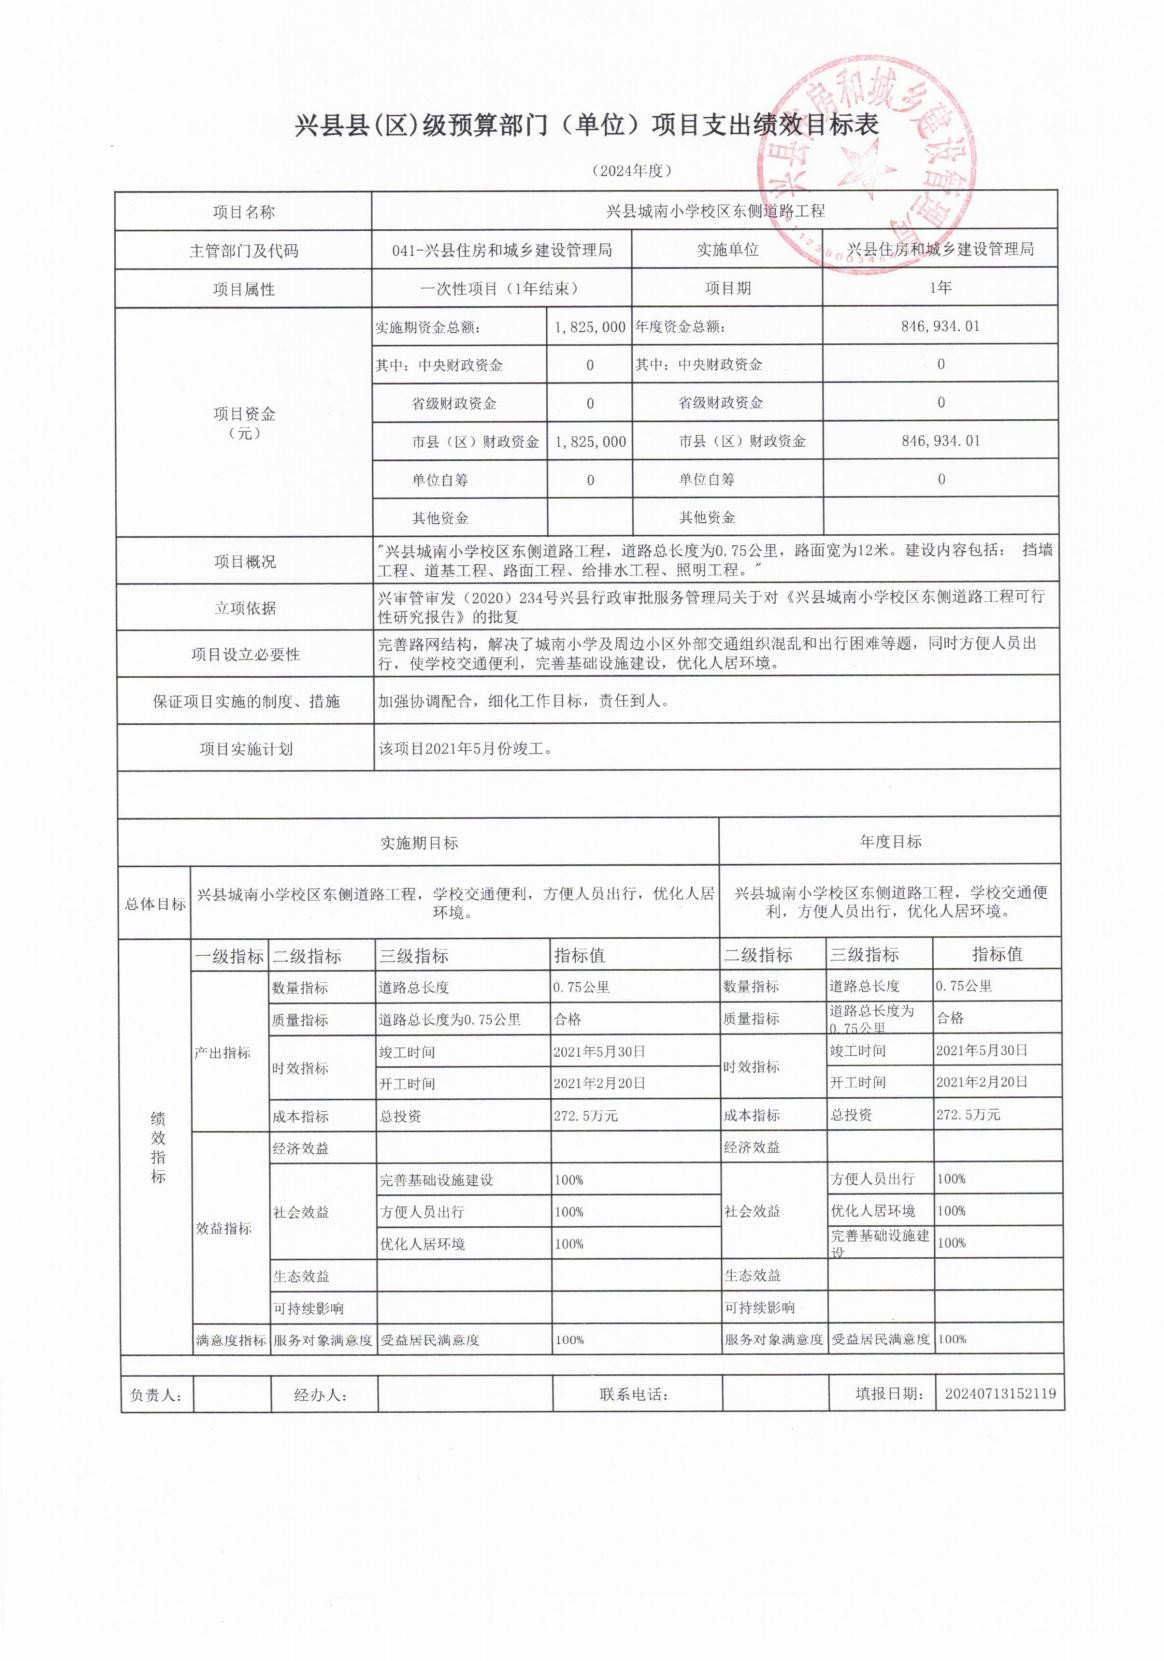 兴县县(区)级预算部门（单位）项目支出绩效目标表
（2024年度）
兴县住房和城乡建设管理局
项目名称 兴县城南小学校区东侧道路工程
主管部门及代码 041-兴县住房和城乡建设管理局 实施单位 兴县住房和城乡建设管理局
项目属性 一次性项目（1年结束） 项目期 1年
项目资金
（元）
实施期资金总额： 1,825,000 年度资金总额： 846,934.01
其中：中央财政资金 0 其中：中央财政资金 0
省级财政资金 0 省级财政资金 0
市县（区）财政资金 1,825,000 市县（区）财政资金 846,934.01
单位自筹 0 单位自筹 0
其他资金 其他资金
项目概况 "兴县城南小学校区东侧道路工程，道路总长度为0.75公里，路面宽为12米。建设内容包括： 挡墙
工程、道基工程、路面工程、给排水工程、照明工程。"
立项依据 兴审管审发（2020）234号兴县行政审批服务管理局关于对《兴县城南小学校区东侧道路工程可行
性研究报告》的批复
项目设立必要性 完善路网结构，解决了城南小学及周边小区外部交通组织混乱和出行困难等题，同时方便人员出
行，使学校交通便利，完善基础设施建设，优化人居环境。
保证项目实施的制度、措施 加强协调配合，细化工作目标，责任到人。
项目实施计划 该项目2021年5月份竣工。
实施期目标 年度目标
总体目标 兴县城南小学校区东侧道路工程，学校交通便利，方便人员出行，优化人居
环境。
兴县城南小学校区东侧道路工程，学校交通便
利，方便人员出行，优化人居环境。
绩效指标
一级指标 二级指标 三级指标 指标值 二级指标 三级指标 指标值
产出指标
数量指标 道路总长度 0.75公里 数量指标 道路总长度 0.75公里
质量指标 道路总长度为0.75公里 合格 质量指标 道路总长度为
0.75公里 合格
时效指标 竣工时间 2021年5月30日 时效指标 竣工时间 2021年5月30日
开工时间 2021年2月20日 开工时间 2021年2月20日
成本指标 总投资 272.5万元 成本指标 总投资 272.5万元
效益指标
经济效益 经济效益
社会效益 完善基础设施建设 100% 社会效益 方便人员出行 100%
方便人员出行 100% 优化人居环境 100%
优化人居环境 100% 完善基础设施建
设 100%
生态效益 生态效益
可持续影响 可持续影响
满意度指标 服务对象满意度 受益居民满意度 100% 服务对象满意度 受益居民满意度 100%
负责人： 经办人： 联系电话： 填报日期： 20240713152119